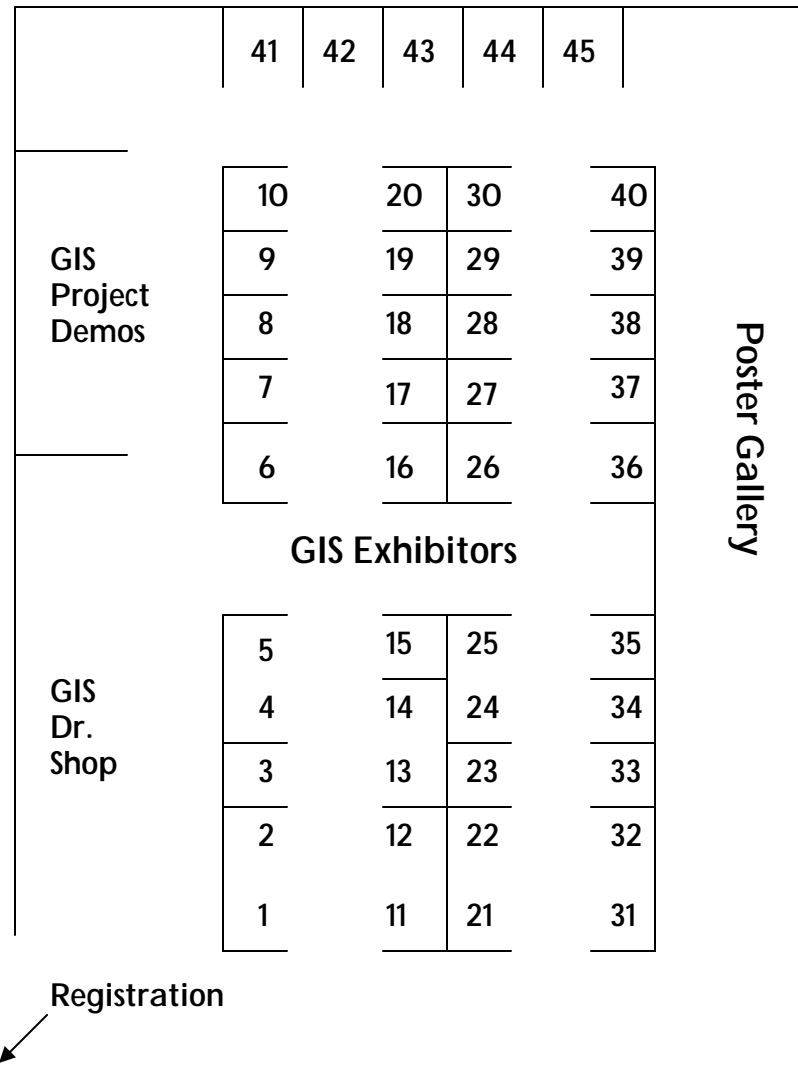 41 42 43 44 45
10 20 30 40
9 19 29 39
GIS
Project
Demos
8 18 28 38
7 17 27 37
6 16 26 36
Poster Gallery
GIS Exhibitors
5 15 25 35
GIS
Dr.
Shop
4 14 24 34
3 13 23 33
2 12 22 32
1 11 21 31
Registration